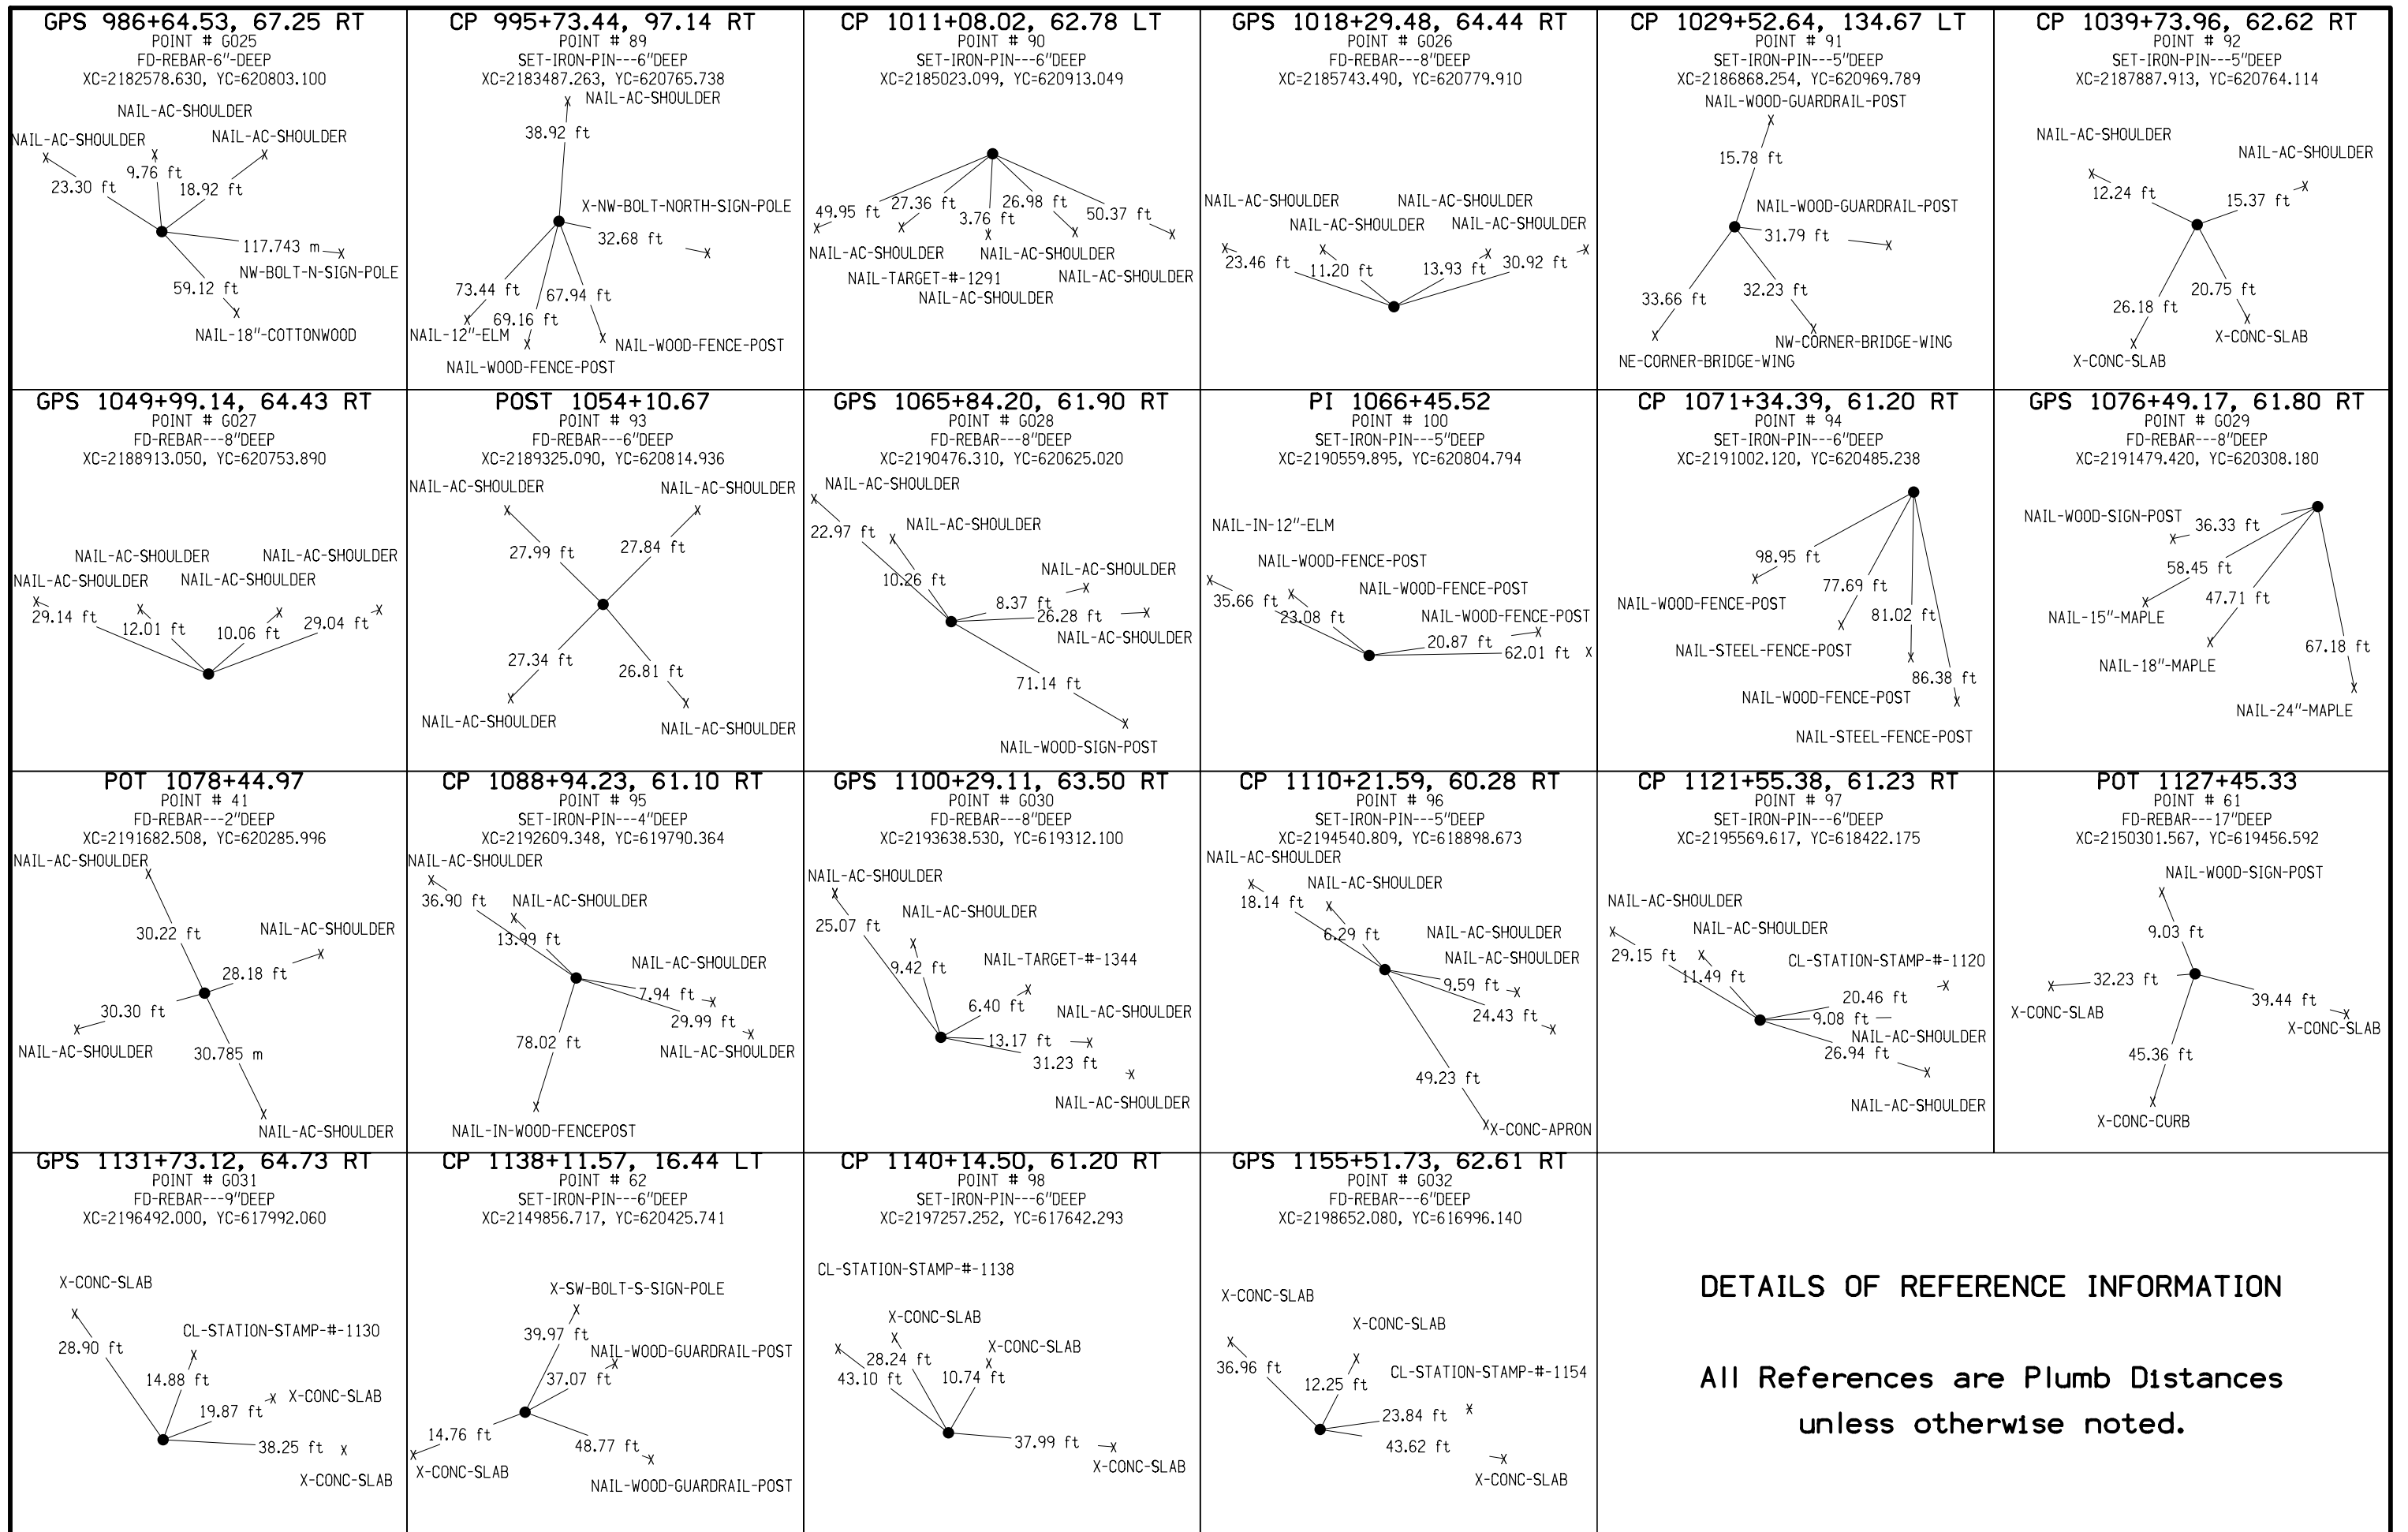 GPS 986+64.53, 67.25 RT
POINT # G025
FD-REBAR-6"-DEEP
XC=2182578.630, YC=620803.100
NAIL-AC-SHOULDER
NAIL-AC-SHOULDER
NAIL-AC-SHOULDER
9.76 ft
23.30 ft
18.92 ft
117.743 m
NW-BOLT-N-SIGN-POLE
59.12 ft
NAIL-18"-COTTONWOOD
CP 995+73.44, 97.14 RT
POINT # 89
SET-IRON-PIN---6"DEEP
XC=2183487.263, YC=620765.738
NAIL-AC-SHOULDER
38.92 ft
X-NW-BOLT-NORTH-SIGN-POLE
32.68 ft
73.44 ft
67.94 ft
69.16 ft
NAIL-12"-ELM
NAIL-WOOD-FENCE-POST
NAIL-WOOD-FENCE-POST
CP 1011+08.02, 62.78 LT
POINT # 90
SET-IRON-PIN---6"DEEP
XC=2185023.099, YC=620913.049
49.95 ft
27.36 ft
3.76 ft
26.98 ft
50.37 ft
NAIL-AC-SHOULDER
NAIL-AC-SHOULDER
NAIL-TARGET-#-1291
NAIL-AC-SHOULDER
NAIL-AC-SHOULDER
GPS 1018+29.48, 64.44 RT
POINT # G026
FD-REBAR---8"DEEP
XC=2185743.490, YC=620779.910
NAIL-AC-SHOULDER
NAIL-AC-SHOULDER
NAIL-AC-SHOULDER
NAIL-AC-SHOULDER
23.46 ft
11.20 ft
13.93 ft
30.92 ft
CP 1029+52.64, 134.67 LT
POINT # 91
SET-IRON-PIN---5"DEEP
XC=2186868.254, YC=620969.789
NAIL-WOOD-GUARDRAIL-POST
15.78 ft
NAIL-WOOD-GUARDRAIL-POST
31.79 ft
33.66 ft
32.23 ft
NW-CORNER-BRIDGE-WING
NE-CORNER-BRIDGE-WING
CP 1039+73.96, 62.62 RT
POINT # 92
SET-IRON-PIN---5"DEEP
XC=2187887.913, YC=620764.114
NAIL-AC-SHOULDER
NAIL-AC-SHOULDER
12.24 ft
15.37 ft
20.75 ft
26.18 ft
X-CONC-SLAB
X-CONC-SLAB
GPS 1049+99.14, 64.43 RT
POINT # G027
FD-REBAR---8"DEEP
XC=2188913.050, YC=620753.890
NAIL-AC-SHOULDER
NAIL-AC-SHOULDER
NAIL-AC-SHOULDER
NAIL-AC-SHOULDER
29.14 ft
12.01 ft
10.06 ft
29.04 ft
POST 1054+10.67
POINT # 93
FD-REBAR---6"DEEP
XC=2189325.090, YC=620814.936
NAIL-AC-SHOULDER
NAIL-AC-SHOULDER
27.99 ft
27.84 ft
27.34 ft
26.81 ft
NAIL-AC-SHOULDER
NAIL-AC-SHOULDER
GPS 1065+84.20, 61.90 RT
POINT # G028
FD-REBAR---8"DEEP
XC=2190476.310, YC=620625.020
NAIL-AC-SHOULDER
NAIL-AC-SHOULDER
22.97 ft
NAIL-AC-SHOULDER
10.26 ft
8.37 ft
26.28 ft
NAIL-AC-SHOULDER
71.14 ft
NAIL-WOOD-SIGN-POST
PI 1066+45.52
POINT # 100
SET-IRON-PIN---5"DEEP
XC=2190559.895, YC=620804.794
NAIL-IN-12"-ELM
NAIL-WOOD-FENCE-POST
NAIL-WOOD-FENCE-POST
35.66 ft
23.08 ft
NAIL-WOOD-FENCE-POST
20.87 ft
62.01 ft
CP 1071+34.39, 61.20 RT
POINT # 94
SET-IRON-PIN---6"DEEP
XC=2191002.120, YC=620485.238
98.95 ft
77.69 ft
NAIL-WOOD-FENCE-POST
81.02 ft
NAIL-STEEL-FENCE-POST
86.38 ft
NAIL-WOOD-FENCE-POST
NAIL-STEEL-FENCE-POST
GPS 1076+49.17, 61.80 RT
POINT # G029
FD-REBAR---8"DEEP
XC=2191479.420, YC=620308.180
NAIL-WOOD-SIGN-POST
36.33 ft
58.45 ft
47.71 ft
NAIL-15"-MAPLE
67.18 ft
NAIL-18"-MAPLE
NAIL-24"-MAPLE
POT 1078+44.97
POINT # 41
FD-REBAR---2"DEEP
XC=2191682.508, YC=620285.996
NAIL-AC-SHOULDER
30.22 ft
NAIL-AC-SHOULDER
28.18 ft
30.30 ft
NAIL-AC-SHOULDER
30.785 m
NAIL-AC-SHOULDER
CP 1088+94.23, 61.10 RT
POINT # 95
SET-IRON-PIN---4"DEEP
XC=2192609.348, YC=619790.364
NAIL-AC-SHOULDER
36.90 ft
NAIL-AC-SHOULDER
13.99 ft
NAIL-AC-SHOULDER
7.94 ft
29.99 ft
78.02 ft
NAIL-AC-SHOULDER
NAIL-IN-WOOD-FENCEPOST
GPS 1100+29.11, 63.50 RT
POINT # G030
FD-REBAR---8"DEEP
XC=2193638.530, YC=619312.100
NAIL-AC-SHOULDER
NAIL-AC-SHOULDER
25.07 ft
9.42 ft
NAIL-TARGET-#-1344
6.40 ft
NAIL-AC-SHOULDER
13.17 ft
31.23 ft
NAIL-AC-SHOULDER
CP 1110+21.59, 60.28 RT
POINT # 96
SET-IRON-PIN---5"DEEP
XC=2194540.809, YC=618898.673
NAIL-AC-SHOULDER
NAIL-AC-SHOULDER
18.14 ft
6.29 ft
NAIL-AC-SHOULDER
NAIL-AC-SHOULDER
9.59 ft
24.43 ft
49.23 ft
X-CONC-APRON
CP 1121+55.38, 61.23 RT
POINT # 97
SET-IRON-PIN---6"DEEP
XC=2195569.617, YC=618422.175
NAIL-AC-SHOULDER
NAIL-AC-SHOULDER
29.15 ft
CL-STATION-STAMP-#-1120
11.49 ft
20.46 ft
9.08 ft
NAIL-AC-SHOULDER
26.94 ft
NAIL-AC-SHOULDER
POT 1127+45.33
POINT # 61
FD-REBAR---17"DEEP
XC=2150301.567, YC=619456.592
NAIL-WOOD-SIGN-POST
9.03 ft
32.23 ft
39.44 ft
X-CONC-SLAB
X-CONC-SLAB
45.36 ft
X-CONC-CURB
GPS 1131+73.12, 64.73 RT
POINT # G031
FD-REBAR---9"DEEP
XC=2196492.000, YC=617992.060
X-CONC-SLAB
CL-STATION-STAMP-#-1130
28.90 ft
14.88 ft
X-CONC-SLAB
19.87 ft
38.25 ft
X-CONC-SLAB
CP 1138+11.57, 16.44 LT
POINT # 62
SET-IRON-PIN---6"DEEP
XC=2149856.717, YC=620425.741
X-SW-BOLT-S-SIGN-POLE
39.97 ft
NAIL-WOOD-GUARDRAIL-POST
37.07 ft
14.76 ft
48.77 ft
X-CONC-SLAB
NAIL-WOOD-GUARDRAIL-POST
CP 1140+14.50, 61.20 RT
POINT # 98
SET-IRON-PIN---6"DEEP
XC=2197257.252, YC=617642.293
CL-STATION-STAMP-#-1138
X-CONC-SLAB
X-CONC-SLAB
28.24 ft
43.10 ft
10.74 ft
37.99 ft
X-CONC-SLAB
GPS 1155+51.73, 62.61 RT
POINT # G032
FD-REBAR---6"DEEP
XC=2198652.080, YC=616996.140
X-CONC-SLAB
X-CONC-SLAB
36.96 ft
CL-STATION-STAMP-#-1154
12.25 ft
23.84 ft
43.62 ft
X-CONC-SLAB
DETAILS OF REFERENCE INFORMATION
All References are Plumb Distances
unless otherwise noted.